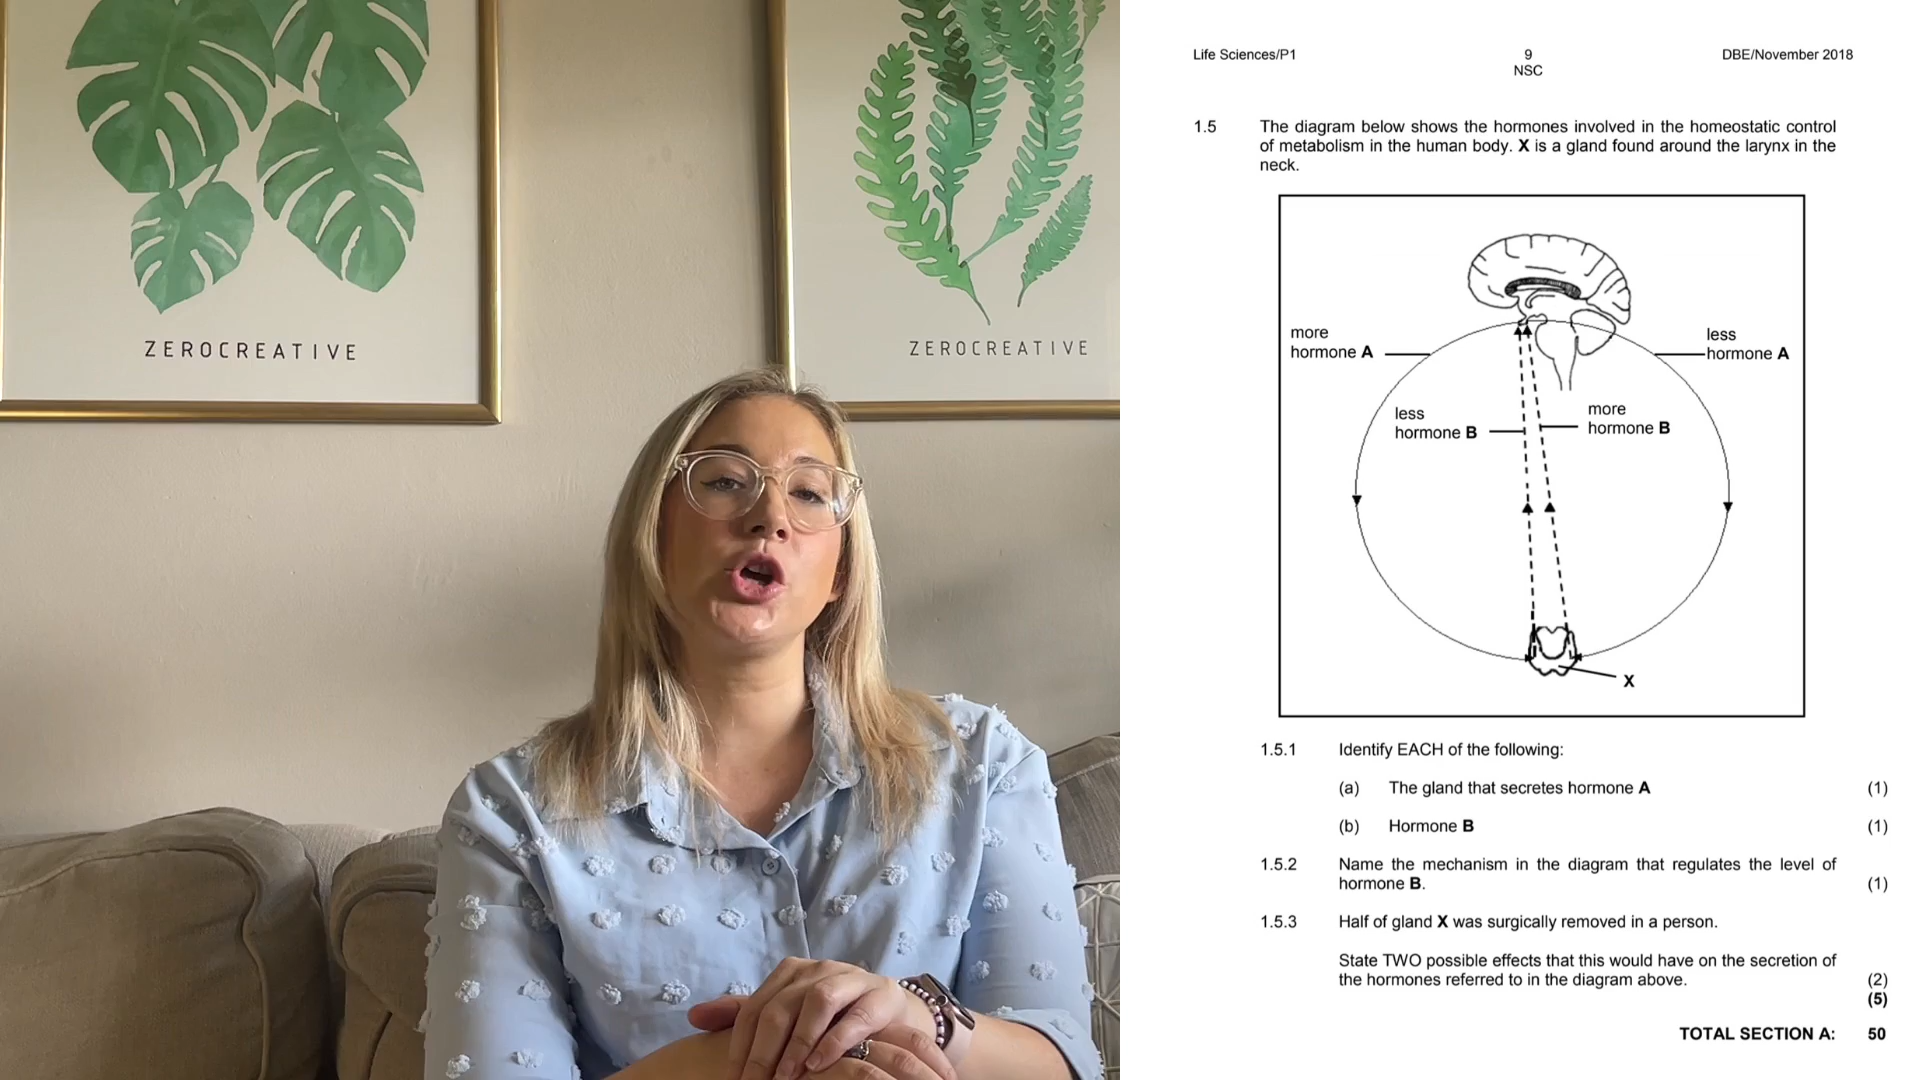 ZEROCREATIVE
ZEROCREATIVE
Life Sciences/P1
9
NSC
DBE/November 2018
1.5
The diagram below shows the hormones involved in the homeostatic control
of metabolism in the human body. X is a gland found around the larynx in the
neck.
more
hormone A
less
hormone A
less
hormone B
more
hormone B
X
1.5.1 Identify EACH of the following:
(a) The gland that secretes hormone A (1)
(b) Hormone B (1)
1.5.2 Name the mechanism in the diagram that regulates the level of
hormone B. (1)
1.5.3 Half of gland X was surgically removed in a person.
State TWO possible effects that this would have on the secretion of
the hormones referred to in the diagram above. (2)
(5)
TOTAL SECTION A: 50